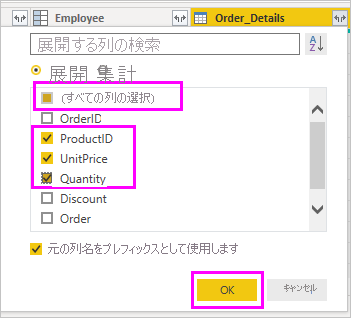 Employee Order_Details
展開する列の検索
A
Z
展開 集計
(すべての列の選択)
OrderID
ProductID
UnitPrice
Quantity
Discount
Order
元の列名をプレフィックスとして使用します
OK キャンセル